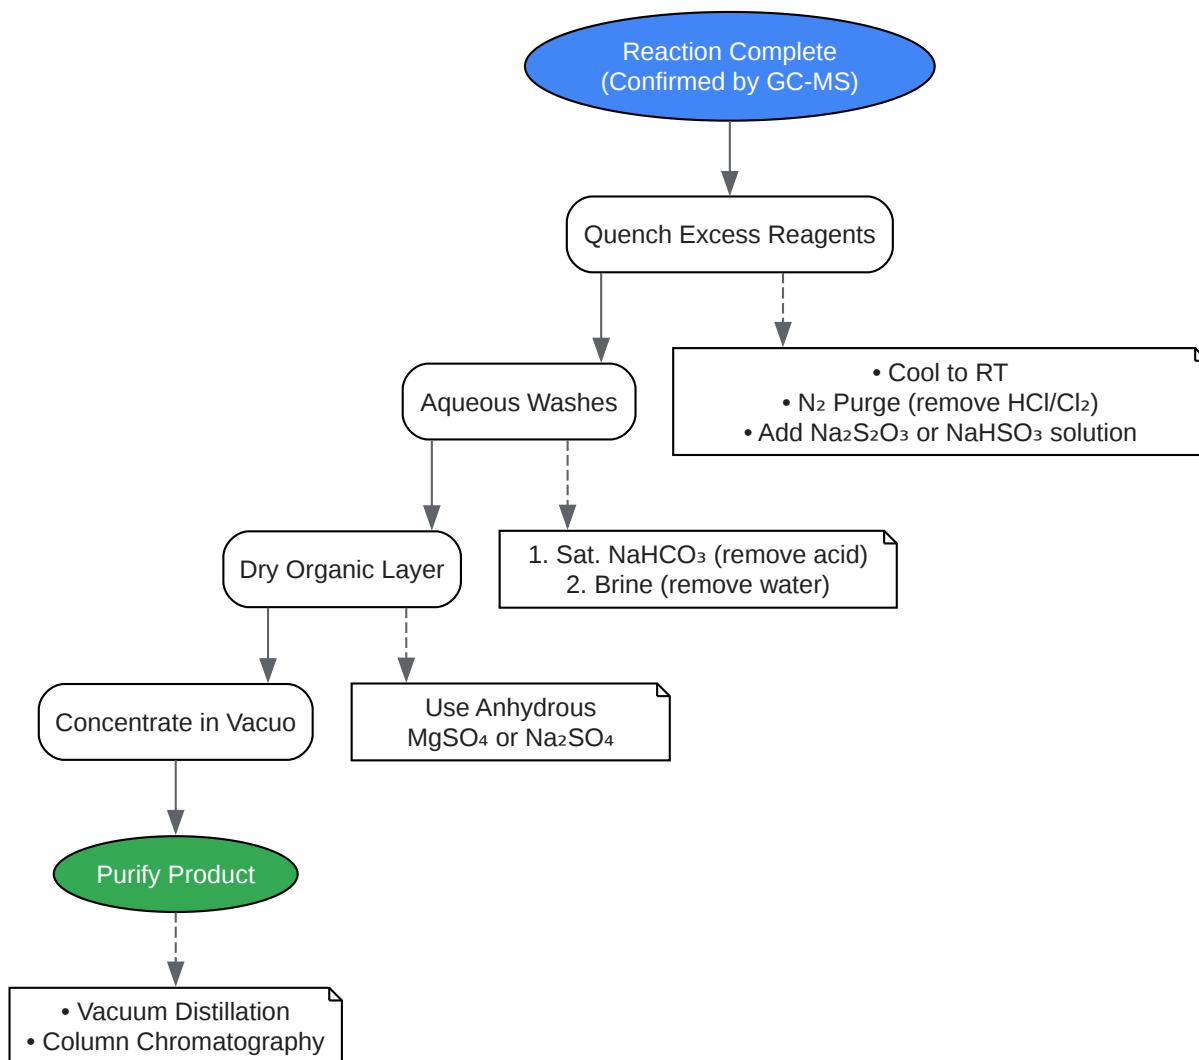 Reaction Complete
(Confirmed by GC-MS)
Quench Excess Reagents
• Cool to RT
• N₂ Purge (remove HCl/Cl₂)
• Add Na₂S₂O₃ or NaHSO₃ solution
Aqueous Washes
1. Sat. NaHCO₃ (remove acid)
2. Brine (remove water)
Dry Organic Layer
Use Anhydrous
MgSO₄ or Na₂SO₄
Concentrate in Vacuo
Purify Product
• Vacuum Distillation
• Column Chromatography